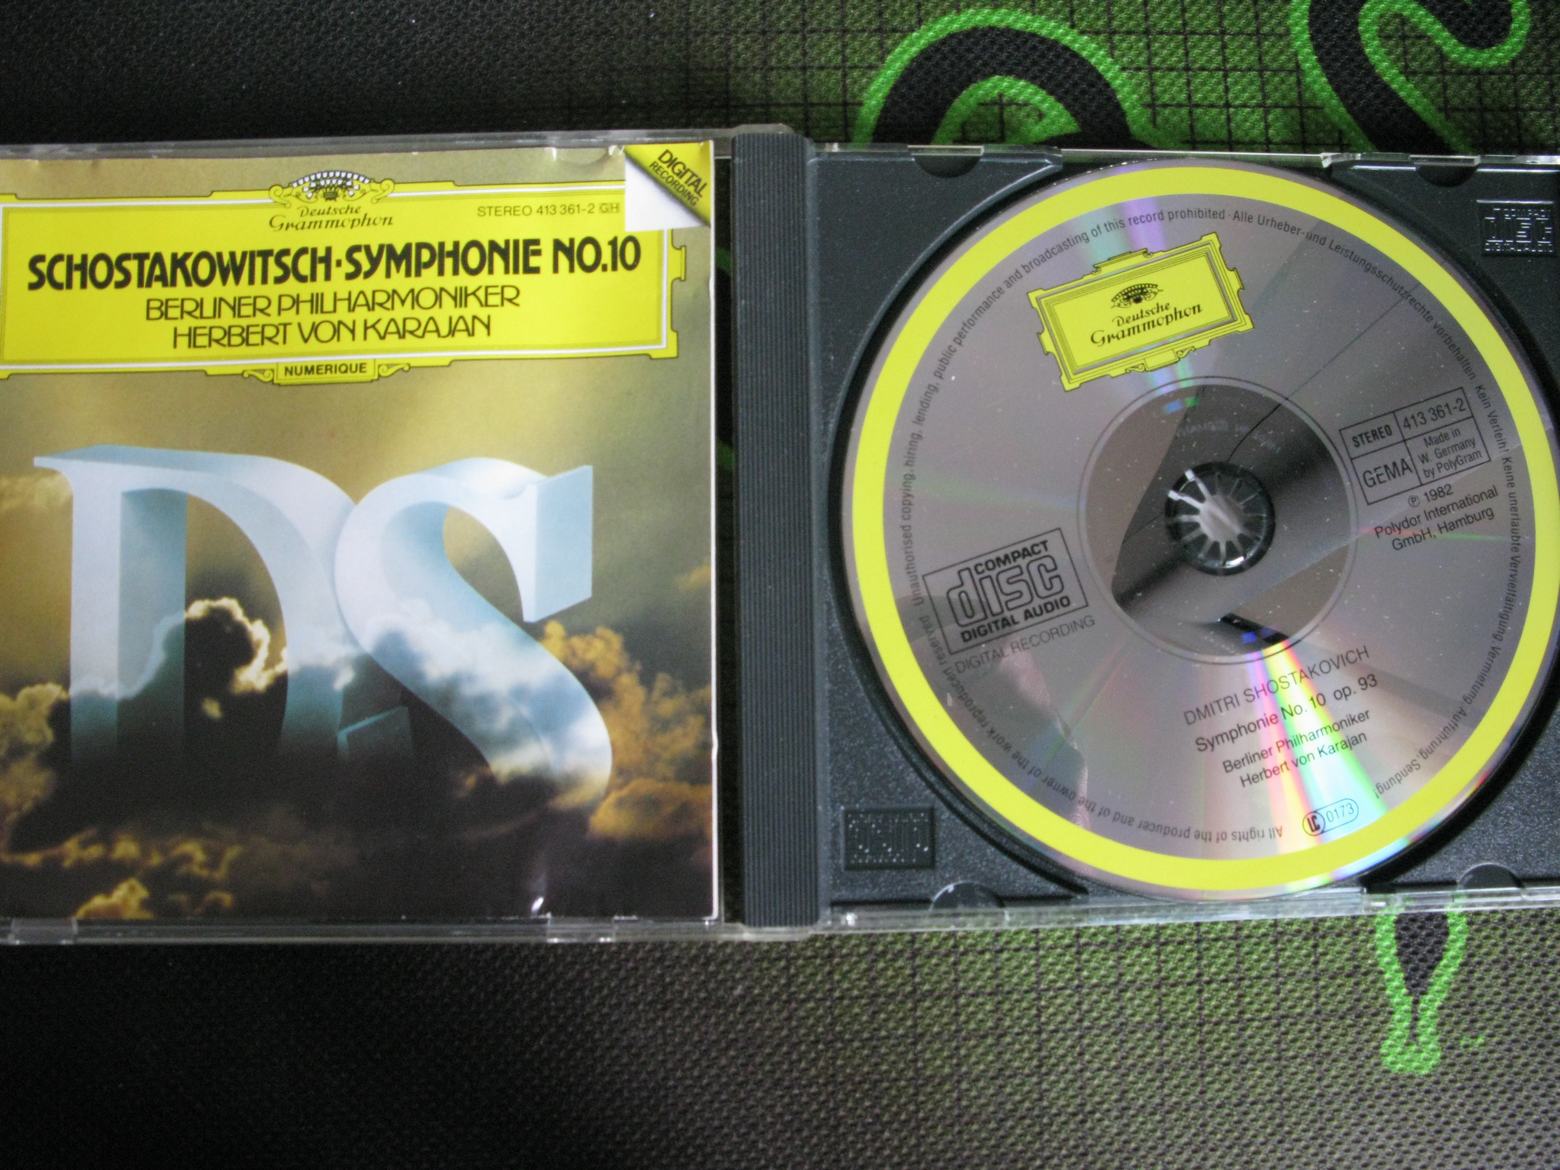 Deutsche
Grammophon
STEREO 413 361-2 GH
DIGITAL
RECORDING
SCHOSTAKOWITSCH·SYMPHONIE NO.10
BERLINER PHILHARMONIKER
HERBERT VON KARAJAN
NUMERIQUE
DS
Deutsche
Grammophon
STEREO 413 361-2
GEMA Made in
W. Germany
by PolyGram
℗ 1982
Polydor International
GmbH, Hamburg
COMPACT
disc
DIGITAL AUDIO
DIGITAL RECORDING
DMITRI SHOSTAKOVICH
Symphonie No. 10 op. 93
Berliner Philharmoniker
Herbert von Karajan
LC 0173
All rights of the producer and of the owner of the work reproduced reserved Unauthorised copying, hiring, lending, public performance and broadcasting of this record prohibited · Alle Urheber- und Leistungsschutzrechte vorbehalten. Kein Verleih! Keine unerlaubte Vervielfältigung, Vermietung, Aufführung, Sendung!
COMPACT
disc
DIGITAL AUDIO